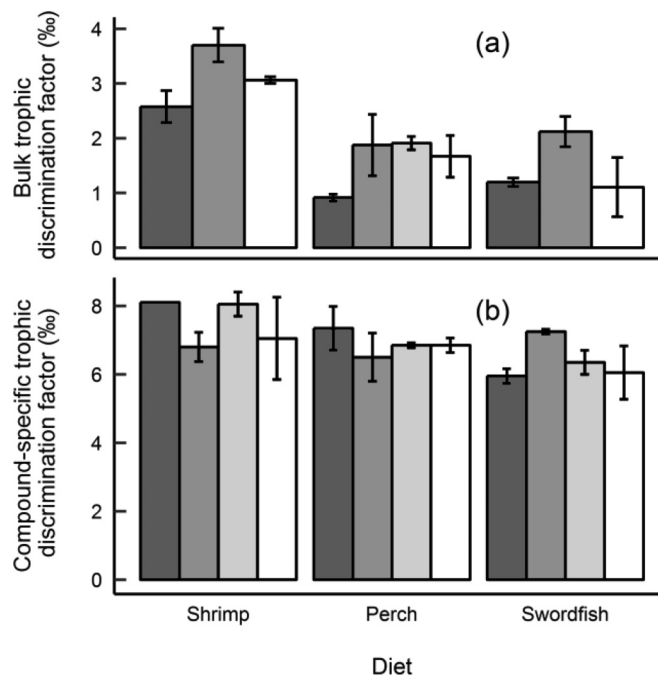 Bulk trophic
discrimination factor (‰)
(a)
4
3
2
1
0
Compound-specific trophic
discrimination factor (‰)
(b)
8
6
4
2
0
Shrimp Perch Swordfish
Diet